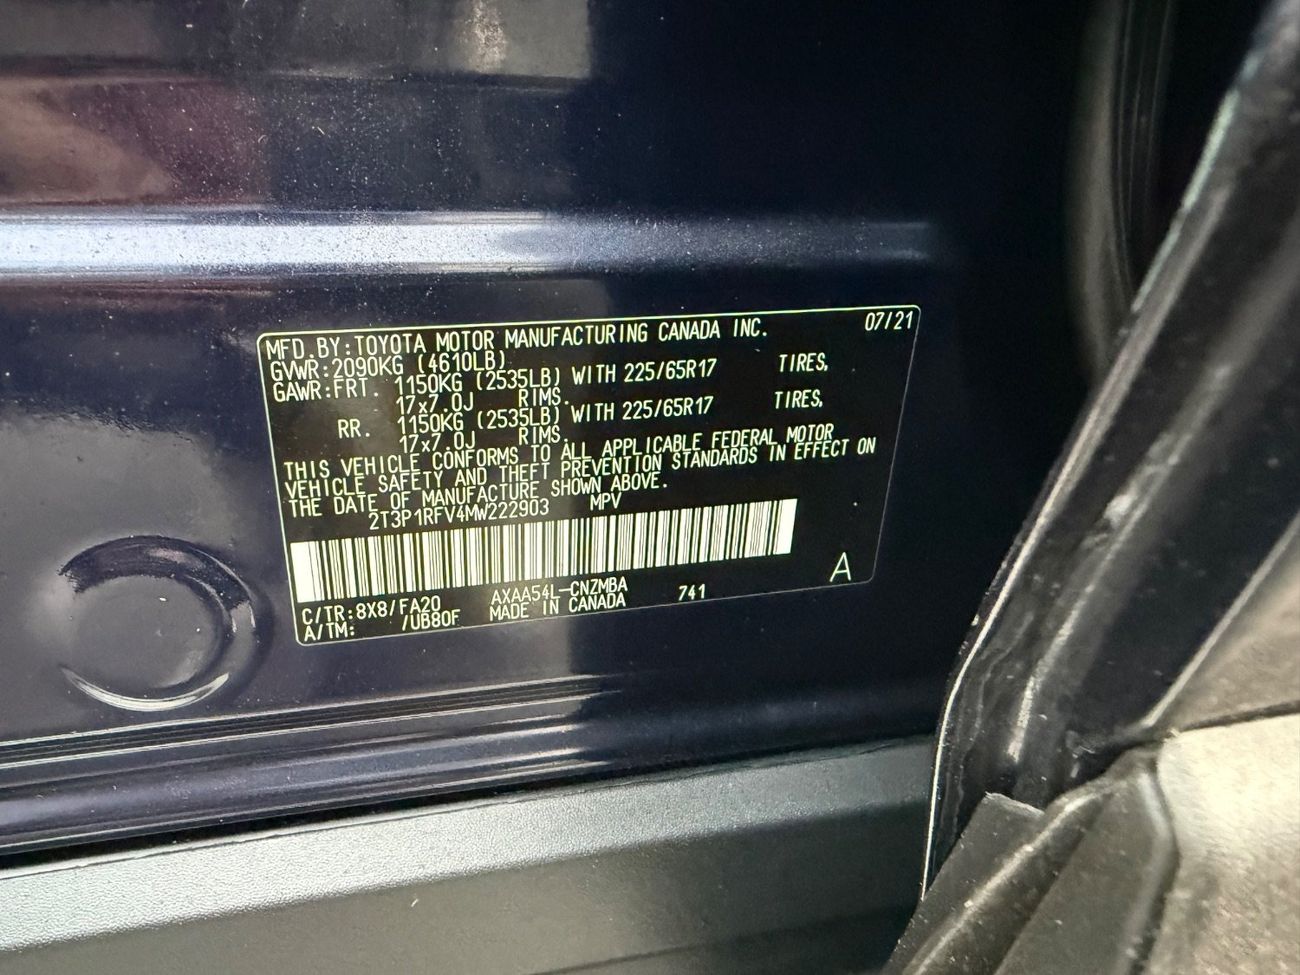 MFD.BY:TOYOTA MOTOR MANUFACTURING CANADA INC. 07/21
GVWR:2090KG (4610LB)
GAWR:FRT. 1150KG (2535LB) WITH 225/65R17 TIRES,
17x7.0J RIMS.
RR. 1150KG (2535LB) WITH 225/65R17 TIRES,
17x7.0J RIMS.
THIS VEHICLE CONFORMS TO ALL APPLICABLE FEDERAL MOTOR
VEHICLE SAFETY AND THEFT PREVENTION STANDARDS IN EFFECT ON
THE DATE OF MANUFACTURE SHOWN ABOVE.
2T3P1RFV4MW222903 MPV
A
C/TR:8X8/FA20 AXAA54L-CNZMBA 741
A/TM: /UB80F MADE IN CANADA